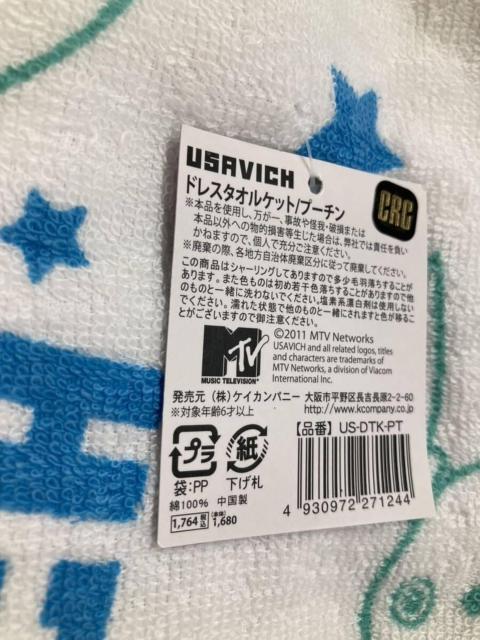 USAVICH
ドレスタオルケット/プーチン
CRC
※本品を使用し、万が一、事故や怪我・破損または
本品以外への物的損害等生じた場合は、弊社では責任を負い
かねますので、個人で充分ご注意ください。
※廃棄の際、各地方自治体廃棄区分に従って廃棄してください。
この商品はシャーリングしてありますので多少毛羽落ちすることが
あります。また色ものは初め若干色落ちすることがありますので他
のものと一緒に洗わないでください。塩素系漂白剤は使用しない
でください。濡れた状態で他のものと一緒にされますと色が移るこ
とがございますので御注意ください。
MTV
MUSIC TELEVISION®
©2011 MTV Networks
USAVICH and all related logos, titles
and characters are trademarks of
MTV Networks, a division of Viacom
International Inc.
発売元（株）ケイカンパニー 大阪市平野区長吉長原2-2-60
※対象年齢6才以上 http://www.kcompany.co.jp
【品番】 US-DTK-PT
プラ 紙
袋:PP 下げ札
綿100% 中国製
1,764税込 (本体)1,680
4 930972 271244